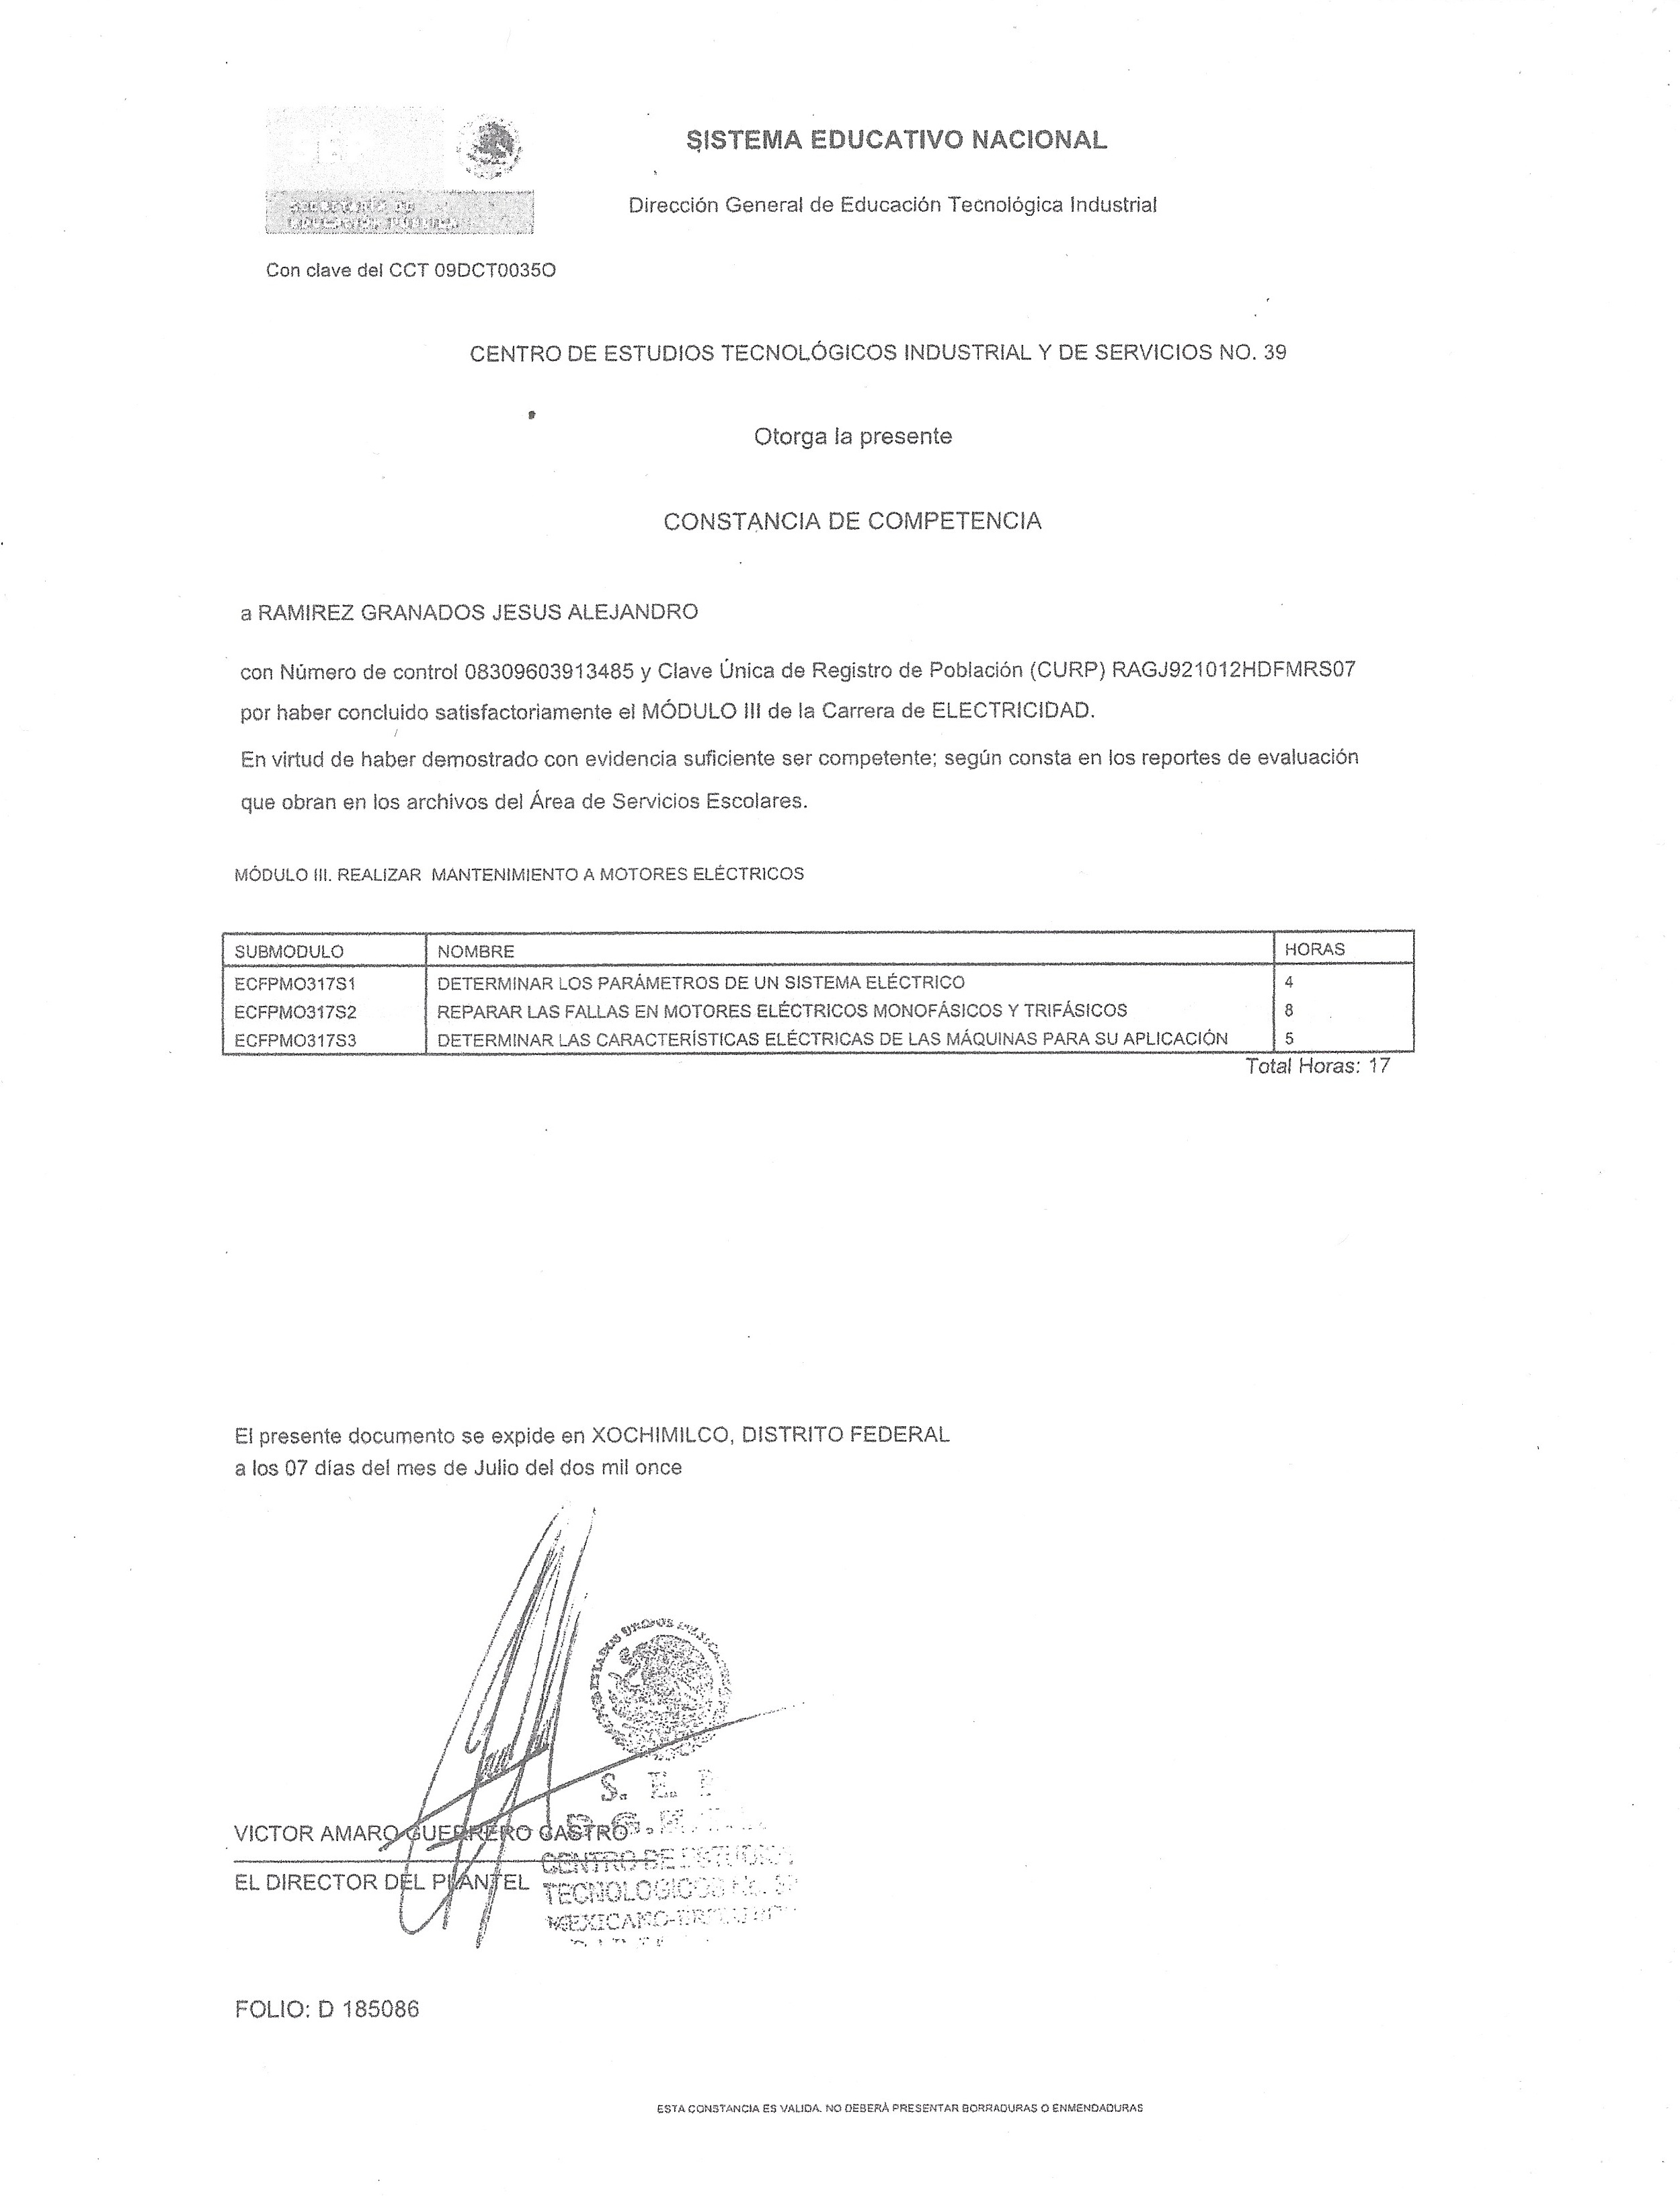 SISTEMA EDUCATIVO NACIONAL
Secretaría de
Educación Pública
Dirección General de Educación Tecnológica Industrial
Con clave del CCT 09DCT0035O
CENTRO DE ESTUDIOS TECNOLÓGICOS INDUSTRIAL Y DE SERVICIOS NO. 39
Otorga la presente
CONSTANCIA DE COMPETENCIA
a RAMIREZ GRANADOS JESUS ALEJANDRO
con Número de control 08309603913485 y Clave Única de Registro de Población (CURP) RAGJ921012HDFMRS07
por haber concluido satisfactoriamente el MÓDULO III de la Carrera de ELECTRICIDAD.
En virtud de haber demostrado con evidencia suficiente ser competente; según consta en los reportes de evaluación
que obran en los archivos del Área de Servicios Escolares.
MÓDULO III. REALIZAR MANTENIMIENTO A MOTORES ELÉCTRICOS
SUBMODULO NOMBRE HORAS
ECFPMO317S1 DETERMINAR LOS PARÁMETROS DE UN SISTEMA ELÉCTRICO 4
ECFPMO317S2 REPARAR LAS FALLAS EN MOTORES ELÉCTRICOS MONOFÁSICOS Y TRIFÁSICOS 8
ECFPMO317S3 DETERMINAR LAS CARACTERÍSTICAS ELÉCTRICAS DE LAS MÁQUINAS PARA SU APLICACIÓN 5
Total Horas: 17
El presente documento se expide en XOCHIMILCO, DISTRITO FEDERAL
a los 07 días del mes de Julio del dos mil once
S. E.
VICTOR AMARO GUERRERO CASTRO
CENTRO DE ESTUDIOS
EL DIRECTOR DEL PLANTEL
TECNOLOGICOS
FOLIO: D 185086
ESTA CONSTANCIA ES VALIDA. NO DEBERÁ PRESENTAR BORRADURAS O ENMENDADURAS